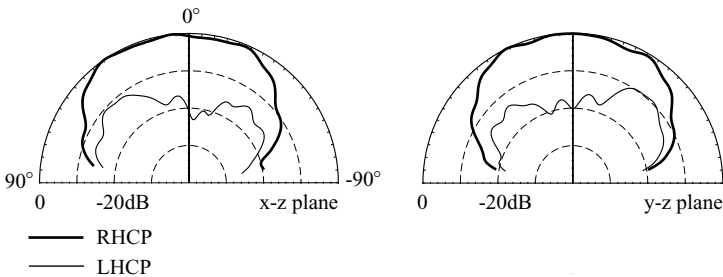 0°
90°
-90°
0
-20dB
x-z plane
0
-20dB
y-z plane
RHCP
LHCP